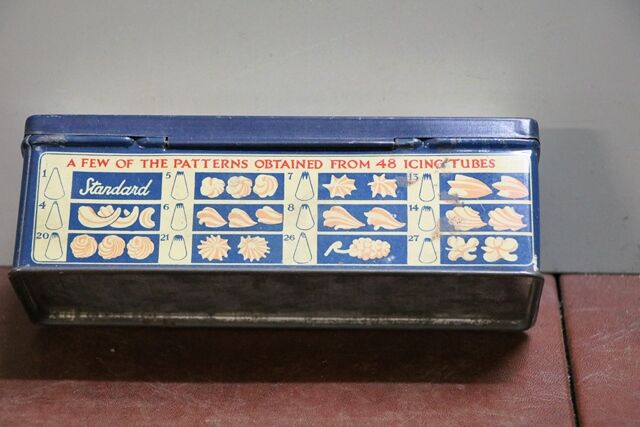 A FEW OF THE PATTERNS OBTAINED FROM 48 ICING TUBES
1 Standard 5 7 13
4 6 8 14
20 21 26 27